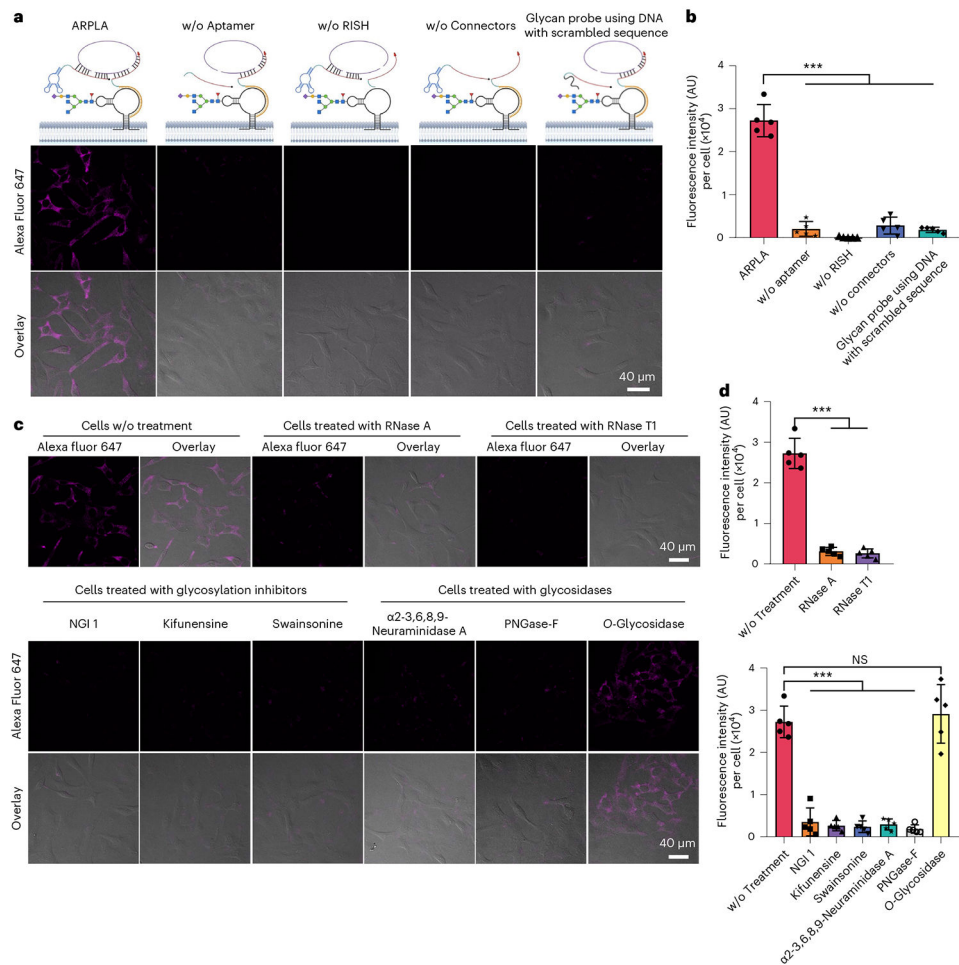 a
ARPLA
w/o Aptamer
w/o RISH
w/o Connectors
Glycan probe using DNA
with scrambled sequence
Alexa Fluor 647
Overlay
40 µm
b
Fluorescence intensity (AU)
per cell (×10⁴)
4
3
2
1
0
***
ARPLA
w/o aptamer
w/o RISH
w/o connectors
Glycan probe using DNA
with scrambled sequence
c
Cells w/o treatment
Cells treated with RNase A
Cells treated with RNase T1
Alexa fluor 647
Overlay
Alexa Fluor 647
Overlay
Alexa Fluor 647
Overlay
40 µm
Cells treated with glycosylation inhibitors
Cells treated with glycosidases
NGI 1
Kifunensine
Swainsonine
α2-3,6,8,9-
Neuraminidase A
PNGase-F
O-Glycosidase
Alexa Fluor 647
Overlay
40 µm
d
Fluorescence intensity (AU)
per cell (×10⁴)
4
3
2
1
0
***
w/o Treatment
RNase A
RNase T1
Fluorescence intensity (AU)
per cell (×10⁴)
4
3
2
1
0
NS
***
w/o Treatment
NGI 1
Kifunensine
Swainsonine
α2-3,6,8,9-Neuraminidase A
PNGase-F
O-Glycosidase